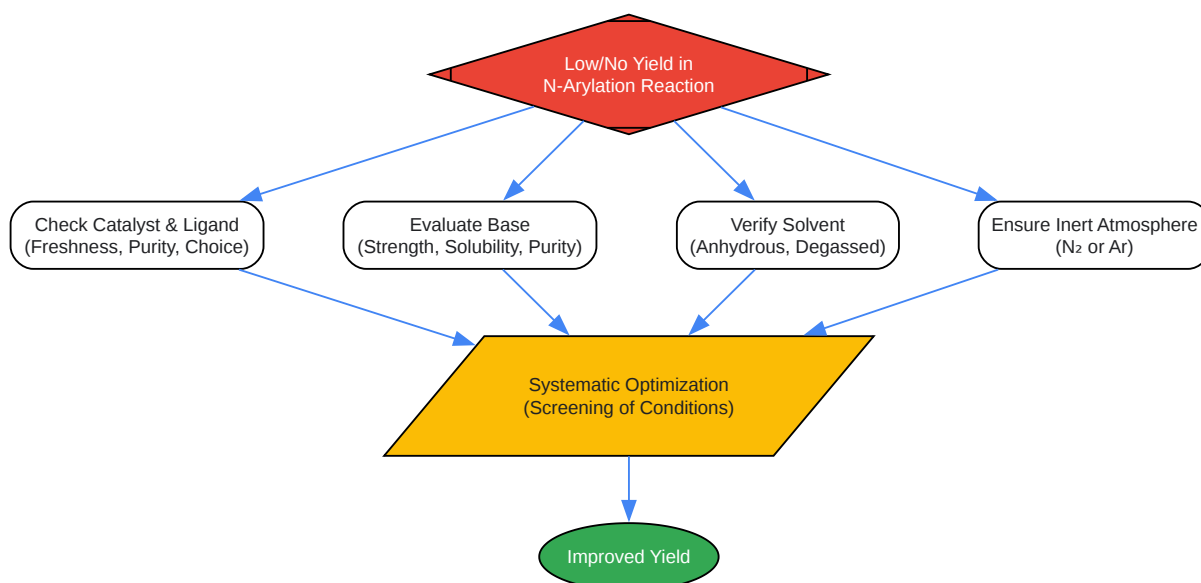 Low/No Yield in
N-Arylation Reaction
Check Catalyst & Ligand
(Freshness, Purity, Choice)
Evaluate Base
(Strength, Solubility, Purity)
Verify Solvent
(Anhydrous, Degassed)
Ensure Inert Atmosphere
(N₂ or Ar)
Systematic Optimization
(Screening of Conditions)
Improved Yield